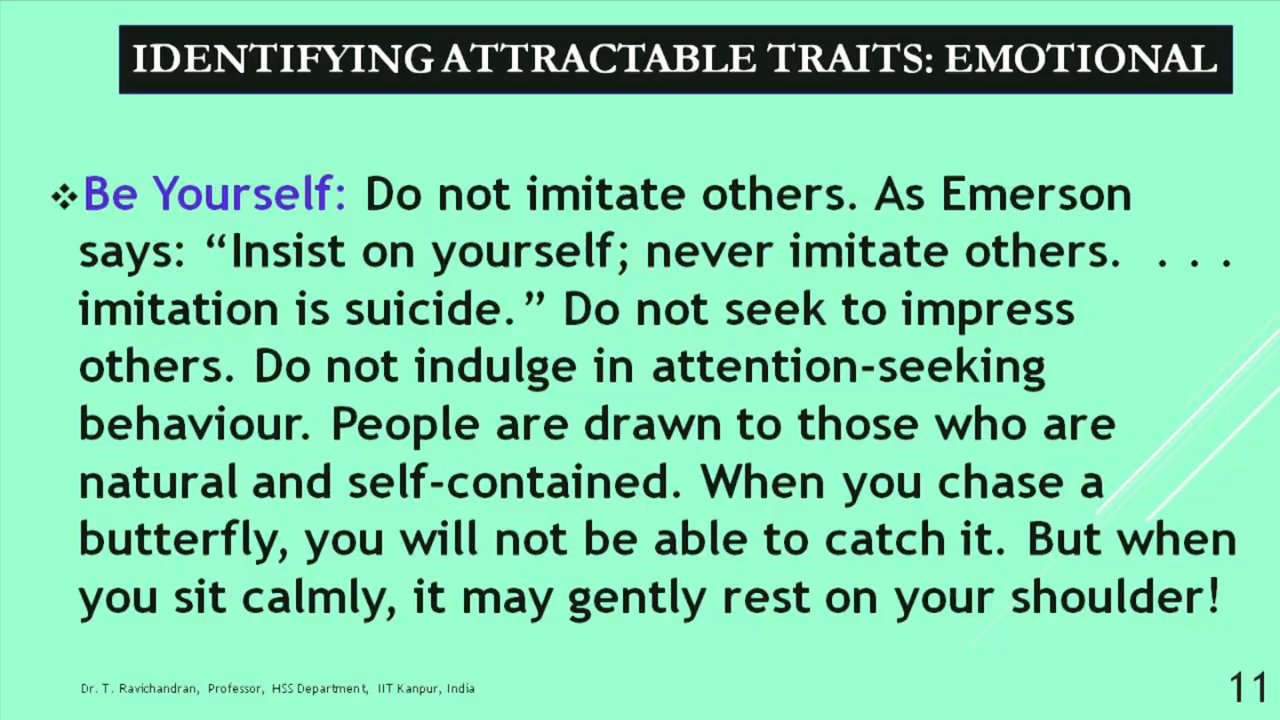 IDENTIFYING ATTRACTABLE TRAITS: EMOTIONAL
❖Be Yourself: Do not imitate others. As Emerson
says: “Insist on yourself; never imitate others. . . .
imitation is suicide.” Do not seek to impress
others. Do not indulge in attention-seeking
behaviour. People are drawn to those who are
natural and self-contained. When you chase a
butterfly, you will not be able to catch it. But when
you sit calmly, it may gently rest on your shoulder!
Dr. T. Ravichandran, Professor, HSS Department, IIT Kanpur, India
11